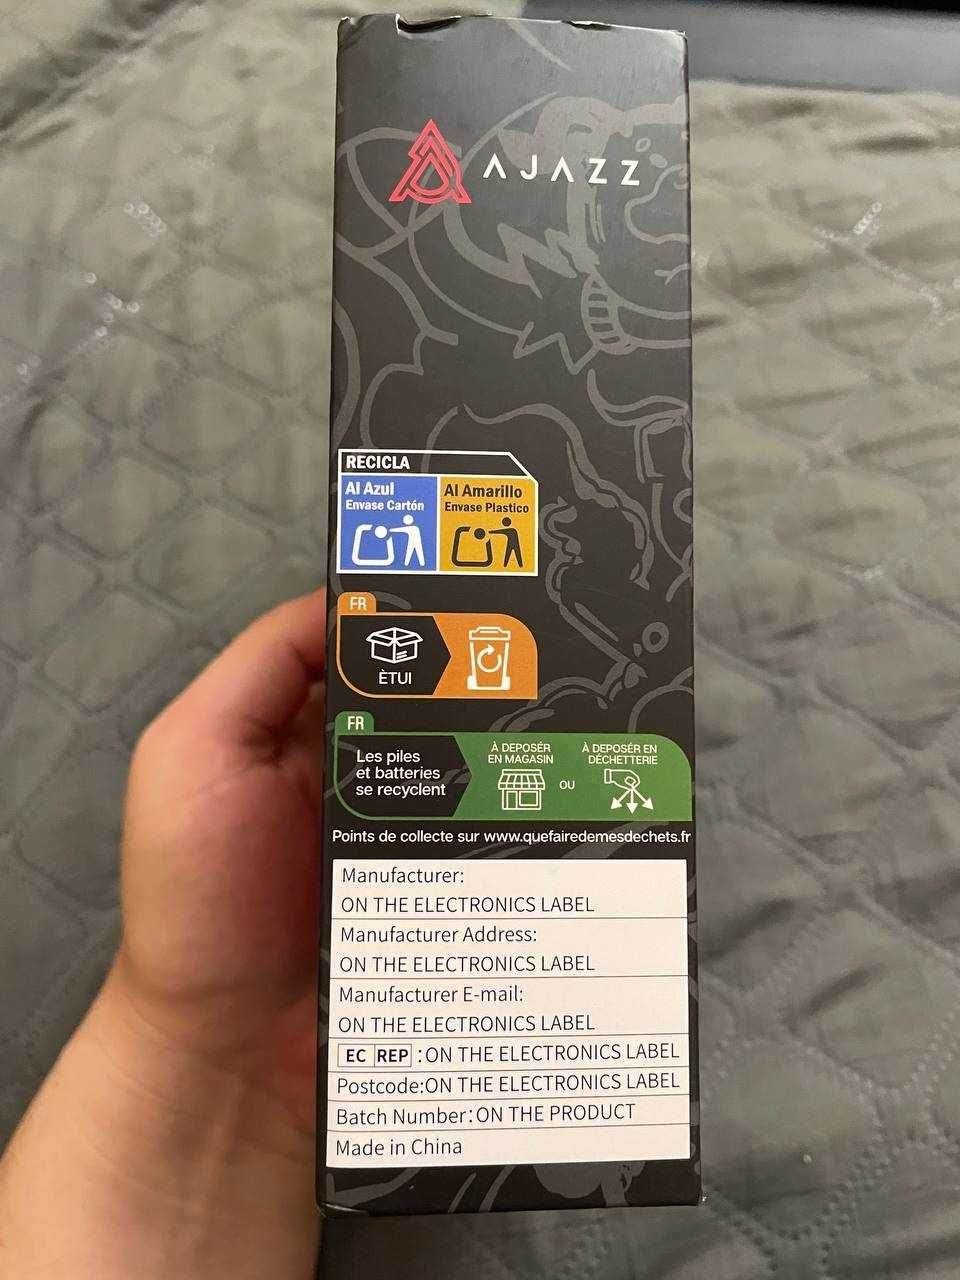 AJAZZ
RECICLA
Al Azul
Envase Cartón
Al Amarillo
Envase Plastico
FR
ÈTUI
FR
Les piles
et batteries
se recyclent
À DEPOSÉR
EN MAGASIN
OU
À DEPOSÉR EN
DÉCHETTERIE
Points de collecte sur www.quefairedemesdechets.fr
Manufacturer:
ON THE ELECTRONICS LABEL
Manufacturer Address:
ON THE ELECTRONICS LABEL
Manufacturer E-mail:
ON THE ELECTRONICS LABEL
EC REP :ON THE ELECTRONICS LABEL
Postcode:ON THE ELECTRONICS LABEL
Batch Number:ON THE PRODUCT
Made in China